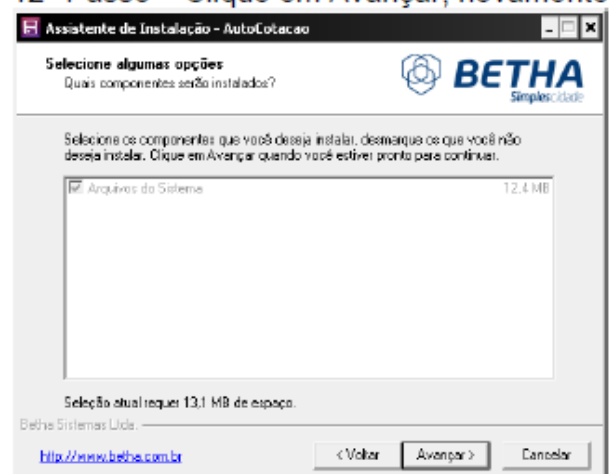 12º Passo – Clique em Avançar, novamente
Assistente de Instalação - AutoCotacao
Selecione algumas opções
Quais componentes serão instalados?
BETHA
Simplescidade
Selecione os componentes que você deseja instalar, desmarque os que você não
deseja instalar. Clique em Avançar quando você estiver pronto para continuar.
Arquivos do Sistema 12,4 MB
Seleção atual requer 13,1 MB de espaço.
Betha Sistemas Ltda.
http://www.betha.com.br
< Voltar Avançar > Cancelar